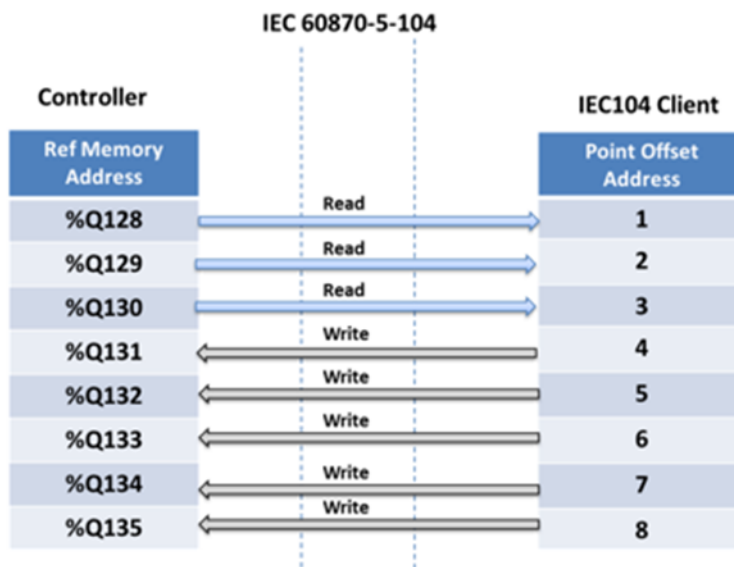 IEC 60870-5-104
Controller
IEC104 Client
Ref Memory
Address
Point Offset
Address
%Q128 Read 1
%Q129 Read 2
%Q130 Read 3
%Q131 Write 4
%Q132 Write 5
%Q133 Write 6
%Q134 Write 7
%Q135 Write 8